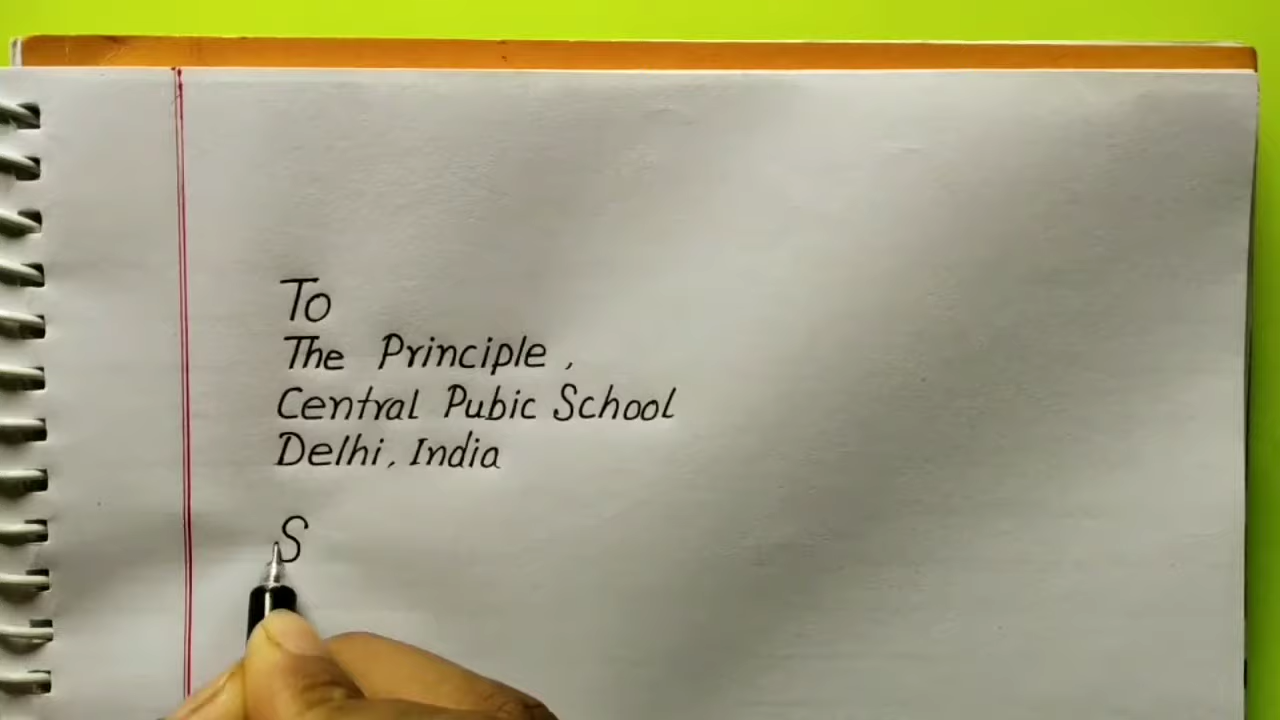 To
The Principle,
Central Pubic School
Delhi, India
S